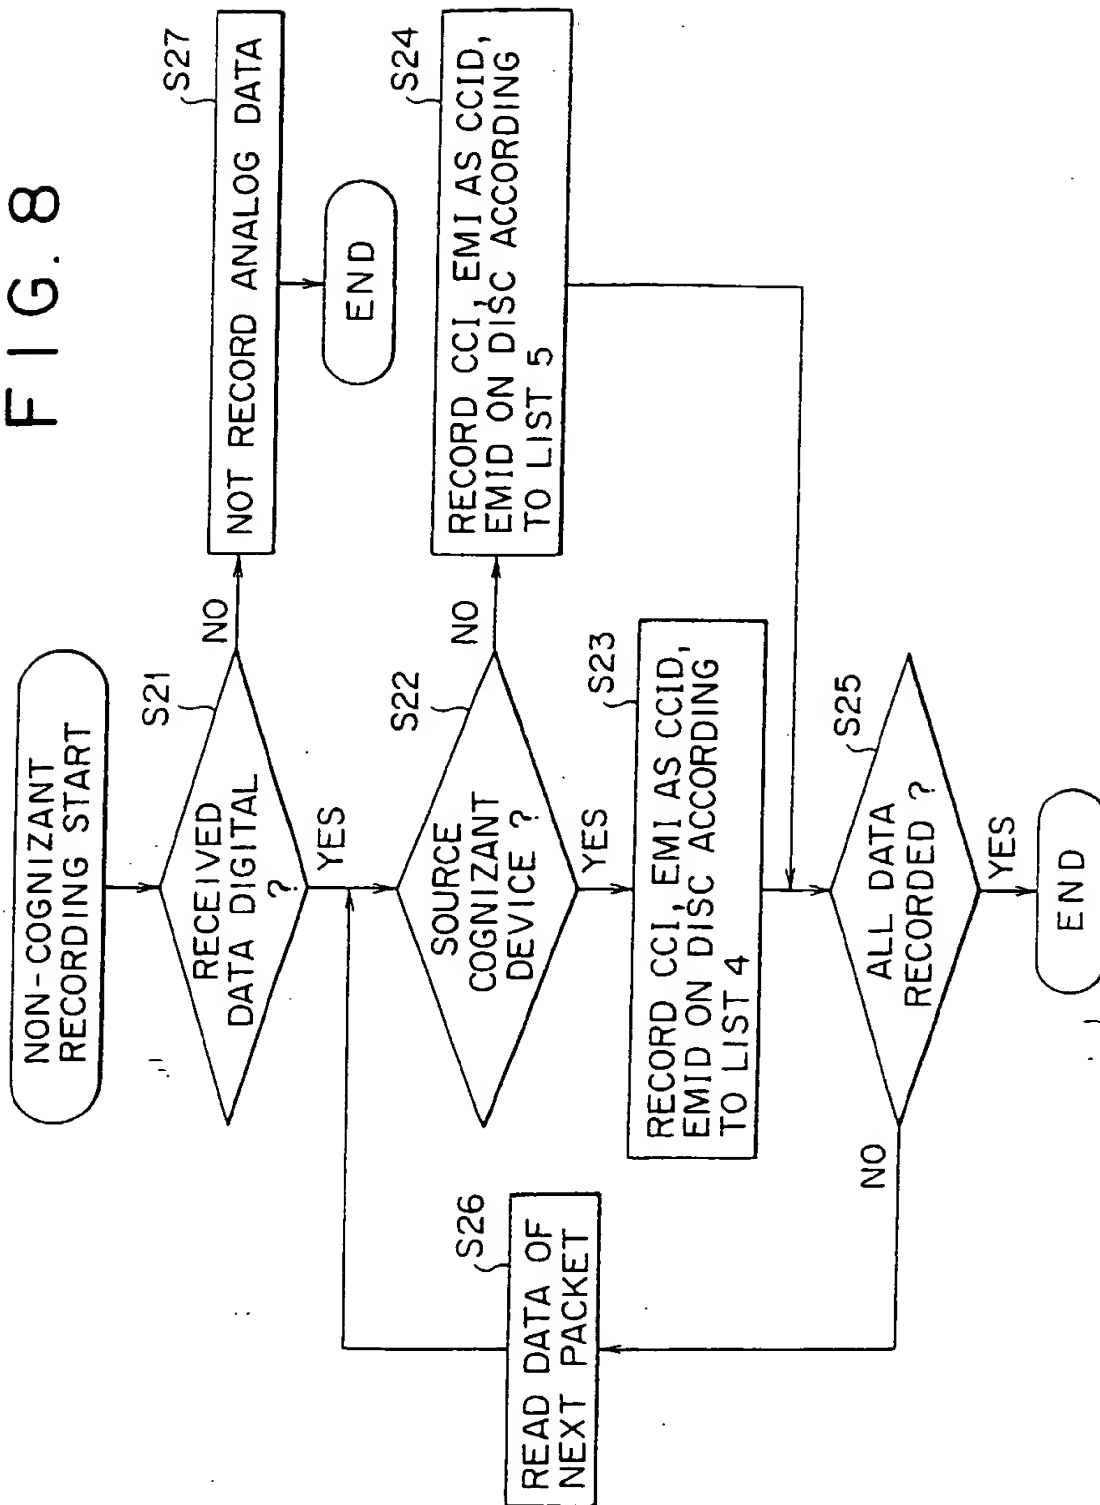 FIG. 8
NON-COGNIZANT
RECORDING START
S21
RECEIVED
DATA DIGITAL
?
NO
S27
NOT RECORD ANALOG DATA
END
YES
S22
SOURCE
COGNIZANT
DEVICE ?
NO
S24
RECORD CCI, EMI AS CCID,
EMID ON DISC ACCORDING
TO LIST 5
YES
S23
RECORD CCI, EMI AS CCID,
EMID ON DISC ACCORDING
TO LIST 4
S25
ALL DATA
RECORDED ?
YES
END
NO
S26
READ DATA OF
NEXT PACKET